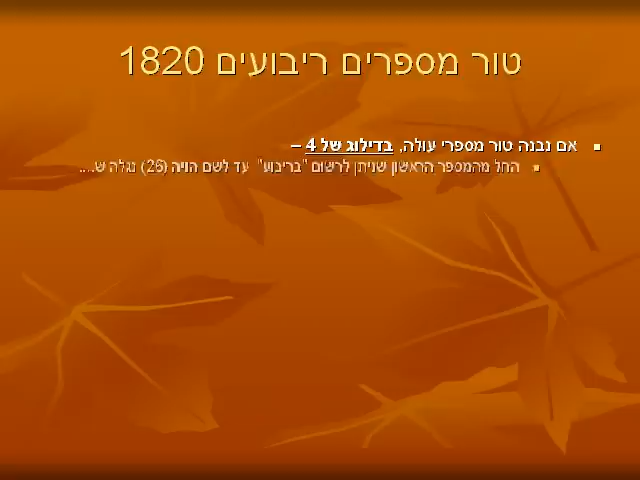 טור מספרים ריבועים 1820
אם נבנה טור מספרי עולה, בדילוג של 4 –
החל מהמספר הראשון שניתן לרשום "בריבוע" עד לשם הויה (26) נגלה ש....